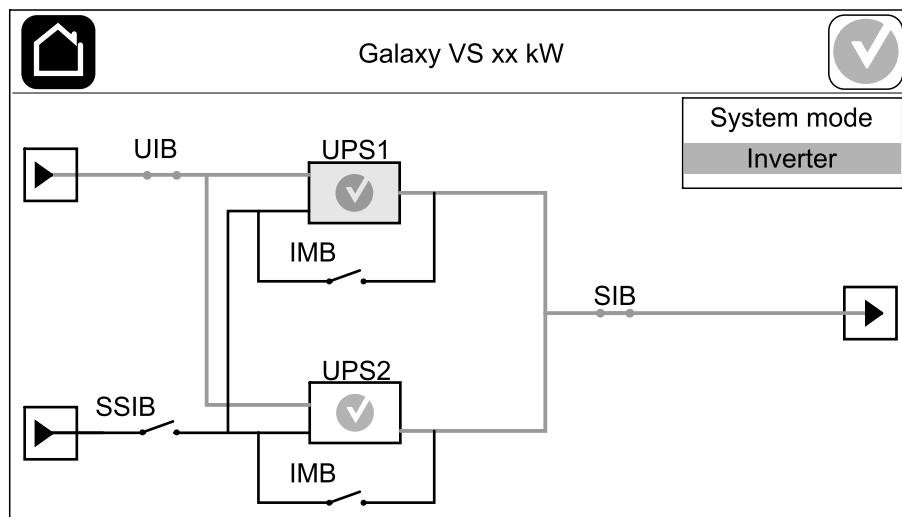 Galaxy VS xx kW
System mode
Inverter
UIB
UPS1
IMB
SIB
UPS2
SSIB
IMB